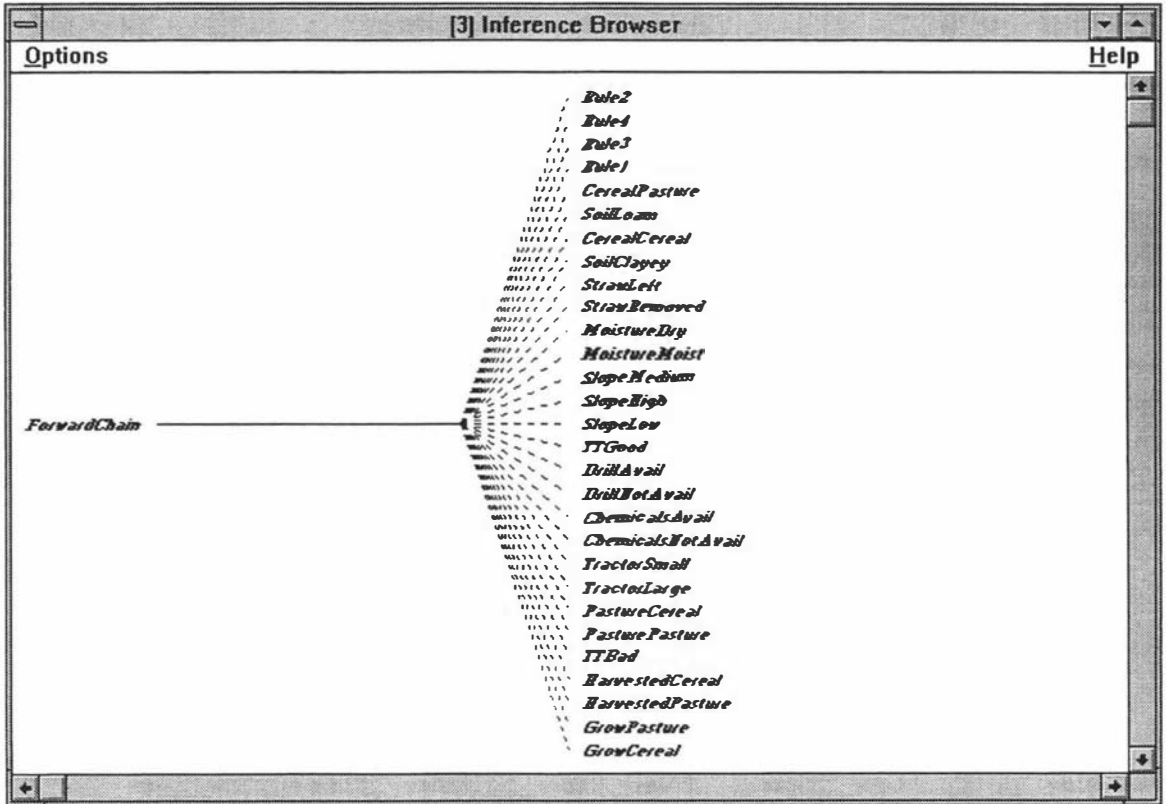 [3] Inference Browser
Options Help
Rule2
Rule4
Rule3
Rule1
CerealPasture
SoilLoam
CerealCereal
SoilClayey
StrawLeft
StrawRemoved
MoistureDry
MoistureMoist
SlopeMedium
SlopeHigh
ForwardChain SlopeLow
TTGood
DrillAvail
DrillNotAvail
ChemicalsAvail
ChemicalsNotAvail
TractorSmall
TractorLarge
PastureCereal
PasturePasture
TTBad
HarvestedCereal
HarvestedPasture
GrowPasture
GrowCereal